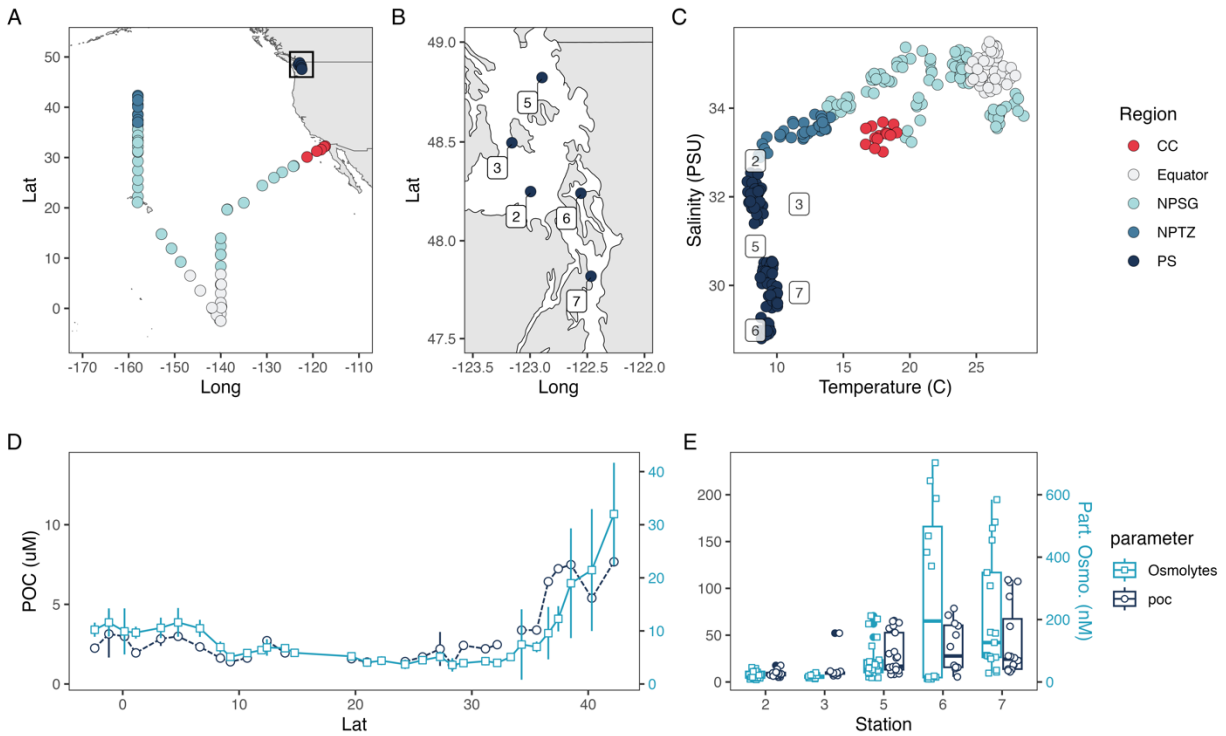 A
B
C
50
40
30
20
10
0
Lat
-170
-160
-150
-140
-130
-120
-110
Long
49.0
48.5
48.0
47.5
Lat
5
3
2
6
7
-123.5
-123.0
-122.5
-122.0
Long
34
32
30
Salinity (PSU)
2
3
5
7
6
10
15
20
25
Temperature (C)
Region
CC
Equator
NPSG
NPTZ
PS
D
E
10
5
0
POC (uM)
40
30
20
10
0
0
10
20
30
40
Lat
200
150
100
50
0
600
400
200
0
Part. Osmo. (nM)
2
3
5
6
7
Station
parameter
Osmolytes
poc